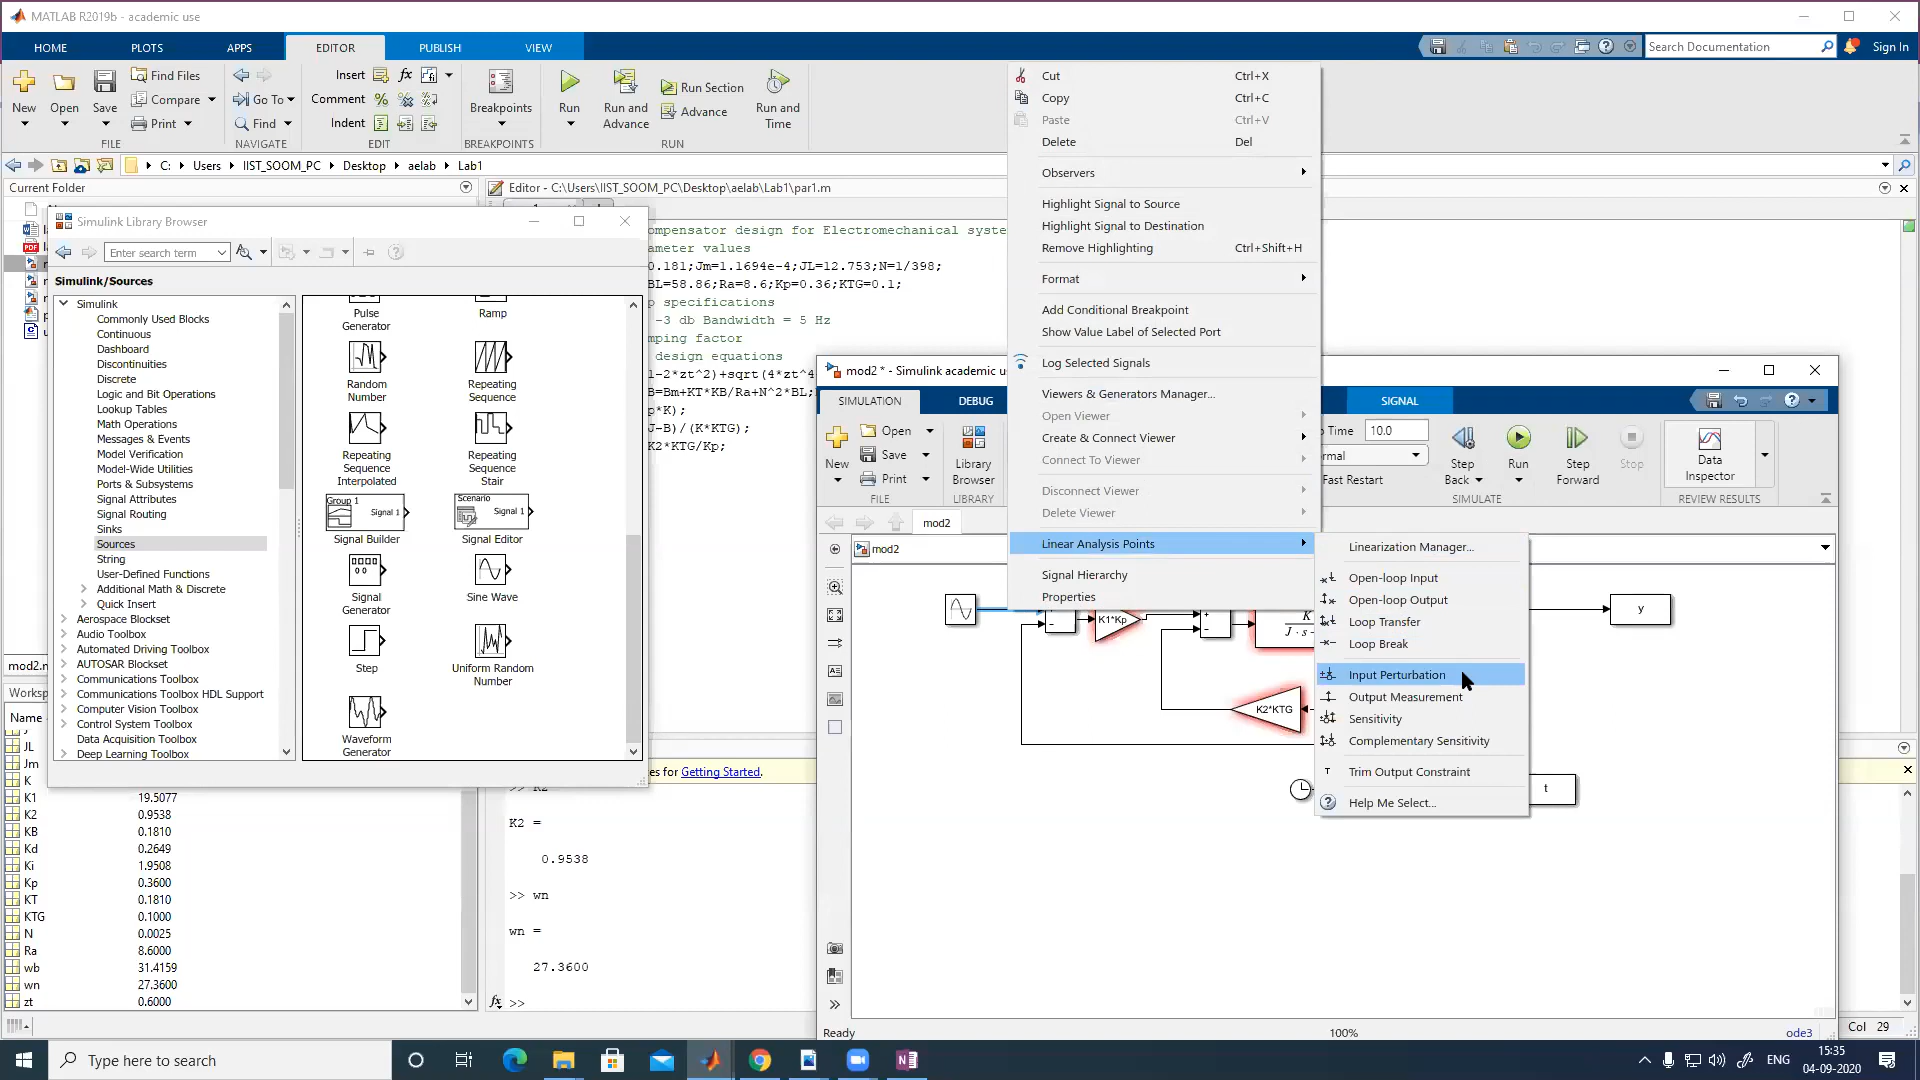 MATLAB R2019b - academic use
HOME
PLOTS
APPS
EDITOR
PUBLISH
VIEW
Search Documentation
Sign In
New
Open
Save
Find Files
Compare
Print
Go To
Find
Insert
Comment
Indent
Breakpoints
Run
Run and
Advance
Run Section
Advance
Run and
Time
FILE
NAVIGATE
EDIT
BREAKPOINTS
RUN
C:
Users
IIST_SOOM_PC
Desktop
aelab
Lab1
Current Folder
Editor - C:\Users\IIST_SOOM_PC\Desktop\aelab\Lab1\par1.m
Simulink Library Browser
Enter search term
Simulink/Sources
Simulink
Commonly Used Blocks
Continuous
Dashboard
Discontinuities
Discrete
Logic and Bit Operations
Lookup Tables
Math Operations
Messages & Events
Model Verification
Model-Wide Utilities
Ports & Subsystems
Signal Attributes
Signal Routing
Sinks
Sources
String
User-Defined Functions
Additional Math & Discrete
Quick Insert
Aerospace Blockset
Audio Toolbox
Automated Driving Toolbox
AUTOSAR Blockset
Communications Toolbox
Communications Toolbox HDL Support
Computer Vision Toolbox
Control System Toolbox
Data Acquisition Toolbox
Deep Learning Toolbox
Pulse
Generator
Ramp
Random
Number
Repeating
Sequence
Repeating
Sequence
Interpolated
Repeating
Sequence
Stair
Group 1
Signal 1
Signal Builder
Scenario
Signal 1
Signal Editor
Signal
Generator
Sine Wave
Step
Uniform Random
Number
Waveform
Generator
ompensator design for Electromechanical syste
ameter values
0.181;Jm=1.1694e-4;JL=12.753;N=1/398;
BL=58.86;Ra=8.6;Kp=0.36;KTG=0.1;
p specifications
-3 db Bandwidth = 5 Hz
mping factor
design equations
1-2*zt^2)+sqrt(4*zt^4
B=Bm+KT*KB/Ra+N^2*BL;
p*K);
J-B)/(K*KTG);
K2*KTG/Kp;
mod2.m
Worksp
Name
JL
Jm
K
K1 19.5077
K2 0.9538
KB 0.1810
Kd 0.2649
Ki 1.9508
Kp 0.3600
KT 0.1810
KTG 0.1000
N 0.0025
Ra 8.6000
wb 31.4159
wn 27.3600
zt 0.6000
es for Getting Started.
>> K2
K2 =
0.9538
>> wn
wn =
27.3600
fx >>
Cut Ctrl+X
Copy Ctrl+C
Paste Ctrl+V
Delete Del
Observers
Highlight Signal to Source
Highlight Signal to Destination
Remove Highlighting Ctrl+Shift+H
Format
Add Conditional Breakpoint
Show Value Label of Selected Port
Log Selected Signals
Viewers & Generators Manager...
Open Viewer
Create & Connect Viewer
Connect To Viewer
Disconnect Viewer
Delete Viewer
Linear Analysis Points
Signal Hierarchy
Properties
Linearization Manager...
Open-loop Input
Open-loop Output
Loop Transfer
Loop Break
Input Perturbation
Output Measurement
Sensitivity
Complementary Sensitivity
Trim Output Constraint
Help Me Select...
mod2 * - Simulink academic u
SIMULATION
DEBUG
SIGNAL
New
Open
Save
Print
FILE
Library
Browser
LIBRARY
Time
10.0
rmal
Fast Restart
Step
Back
Run
Step
Forward
Stop
SIMULATE
Data
Inspector
REVIEW RESULTS
mod2
mod2
K1*Kp
K
J·s
y
K2*KTG
t
Ready
100%
ode3
Col 29
Type here to search
ENG
15:35
04-09-2020